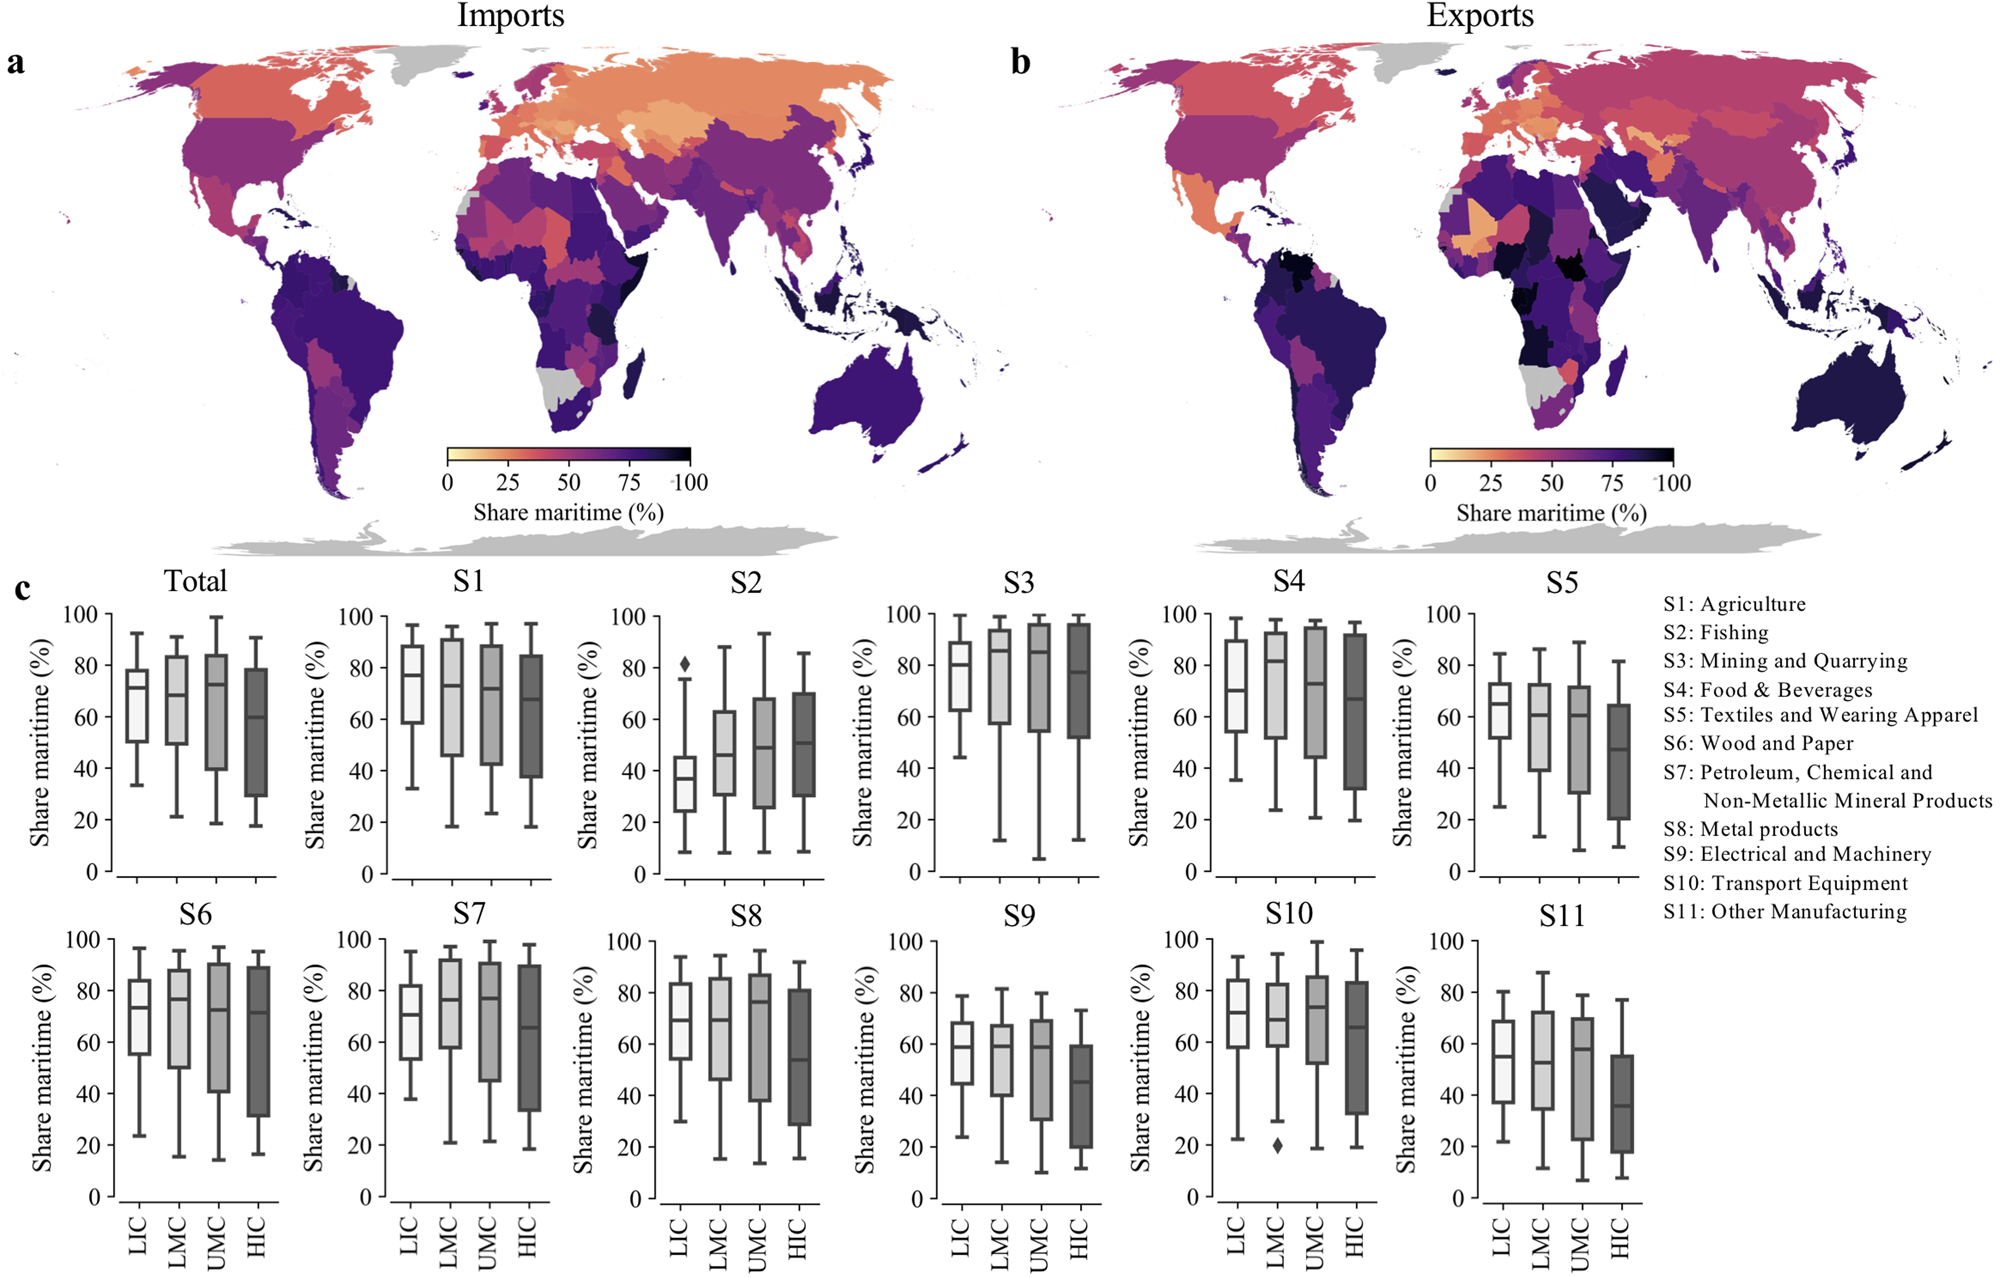 Imports
Exports
a
b
0 25 50 75 100
Share maritime (%)
0 25 50 75 100
Share maritime (%)
c
Total
S1
S2
S3
S4
S5
Share maritime (%)
100
80
60
40
20
0
Share maritime (%)
100
80
60
40
20
0
Share maritime (%)
100
80
60
40
20
0
Share maritime (%)
100
80
60
40
20
0
Share maritime (%)
100
80
60
40
20
0
Share maritime (%)
100
80
60
40
20
0
S1: Agriculture
S2: Fishing
S3: Mining and Quarrying
S4: Food & Beverages
S5: Textiles and Wearing Apparel
S6: Wood and Paper
S7: Petroleum, Chemical and
Non-Metallic Mineral Products
S8: Metal products
S9: Electrical and Machinery
S10: Transport Equipment
S11: Other Manufacturing
S6
S7
S8
S9
S10
S11
Share maritime (%)
100
80
60
40
20
0
LIC
LMC
UMC
HIC
Share maritime (%)
100
80
60
40
20
0
LIC
LMC
UMC
HIC
Share maritime (%)
100
80
60
40
20
0
LIC
LMC
UMC
HIC
Share maritime (%)
100
80
60
40
20
0
LIC
LMC
UMC
HIC
Share maritime (%)
100
80
60
40
20
0
LIC
LMC
UMC
HIC
Share maritime (%)
100
80
60
40
20
0
LIC
LMC
UMC
HIC